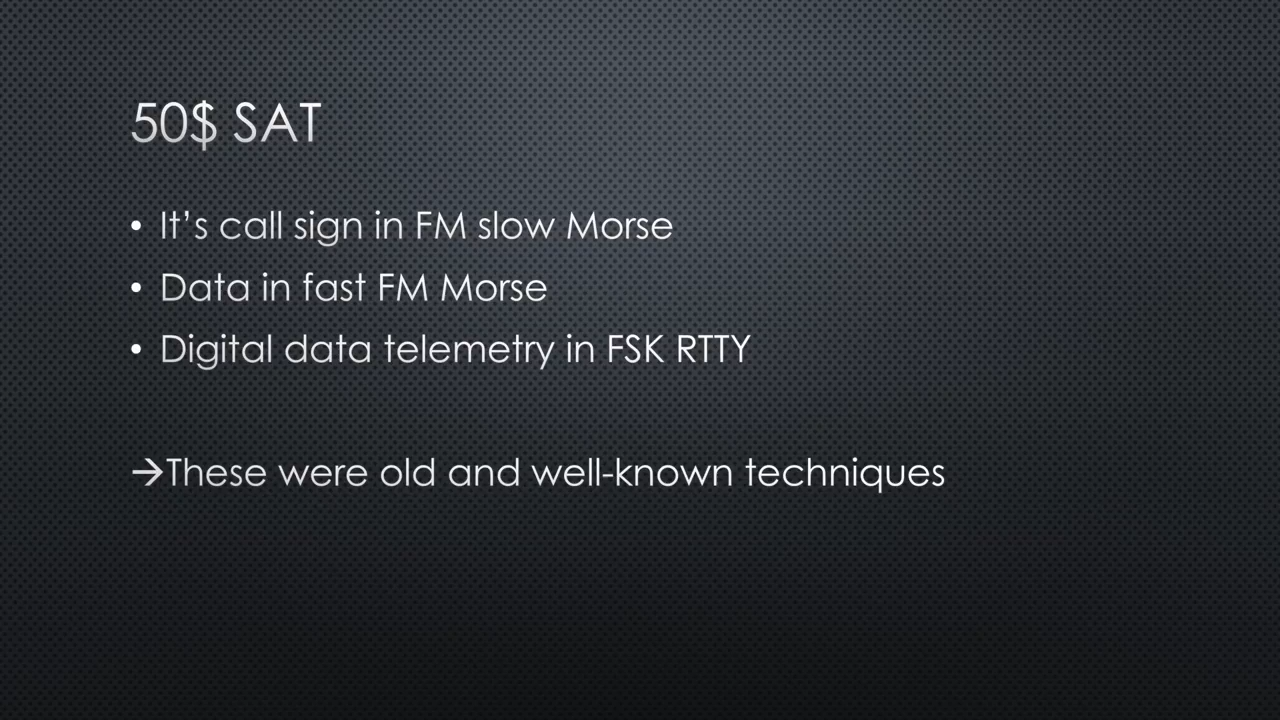 50$ SAT
• It’s call sign in FM slow Morse
• Data in fast FM Morse
• Digital data telemetry in FSK RTTY
→These were old and well-known techniques